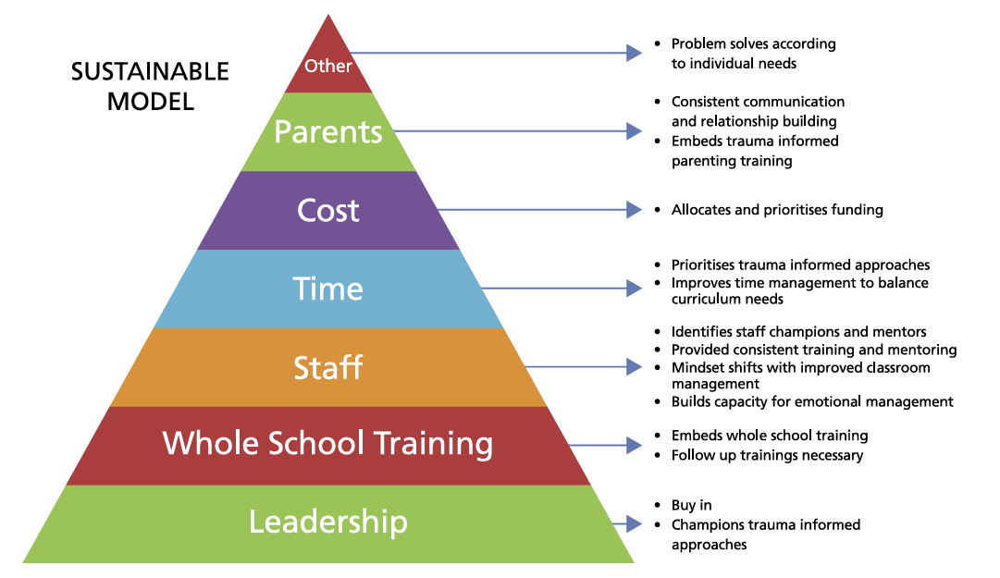 SUSTAINABLE
MODEL
Other
• Problem solves according
to individual needs
Parents
• Consistent communication
and relationship building
• Embeds trauma informed
parenting training
Cost
• Allocates and prioritises funding
Time
• Prioritises trauma informed approaches
• Improves time management to balance
curriculum needs
Staff
• Identifies staff champions and mentors
• Provided consistent training and mentoring
• Mindset shifts with improved classroom
management
• Builds capacity for emotional management
Whole School Training
• Embeds whole school training
• Follow up trainings necessary
Leadership
• Buy in
• Champions trauma informed
approaches